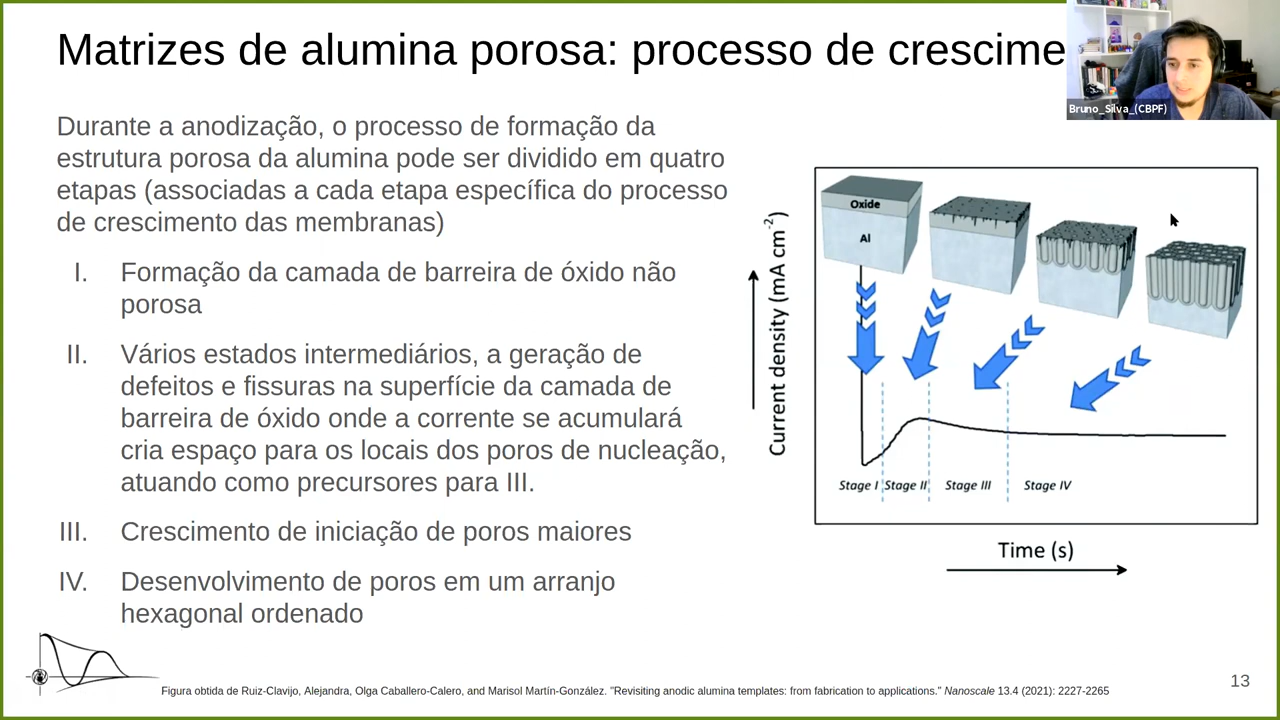 Matrizes de alumina porosa: processo de crescime
Bruno_Silva_(CBPF)
Durante a anodização, o processo de formação da
estrutura porosa da alumina pode ser dividido em quatro
etapas (associadas a cada etapa específica do processo
de crescimento das membranas)
I. Formação da camada de barreira de óxido não
porosa
II. Vários estados intermediários, a geração de
defeitos e fissuras na superfície da camada de
barreira de óxido onde a corrente se acumulará
cria espaço para os locais dos poros de nucleação,
atuando como precursores para III.
III. Crescimento de iniciação de poros maiores
IV. Desenvolvimento de poros em um arranjo
hexagonal ordenado
Current density (mA cm⁻²)
Oxide
Al
Stage I Stage II Stage III Stage IV
Time (s)
Figura obtida de Ruiz-Clavijo, Alejandra, Olga Caballero-Calero, and Marisol Martín-González. "Revisiting anodic alumina templates: from fabrication to applications." Nanoscale 13.4 (2021): 2227-2265
13